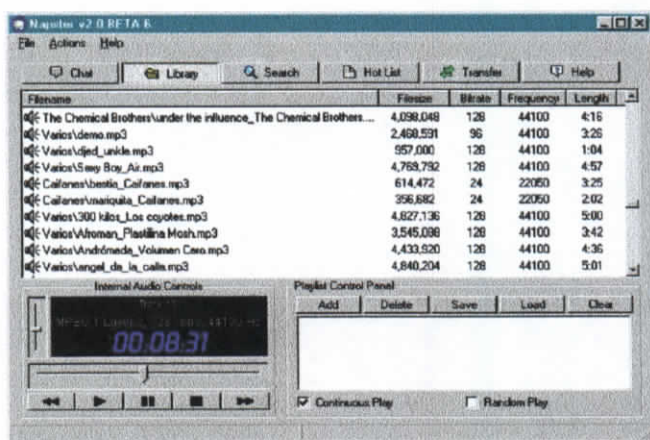 Napster v2.0 BETA 6
File Actions Help
Chat Library Search Hot List Transfer Help
Filename Filesize Bitrate Frequency Length
The Chemical Brothers\under the influence_The Chemical Brothers.... 4,098,048 128 44100 4:16
Varios\demo.mp3 2,468,591 96 44100 3:26
Varios\djed_unkle.mp3 957,000 128 44100 1:04
Varios\Sexy Boy_Air.mp3 4,769,792 128 44100 4:57
Caifanes\bestia_Caifanes.mp3 614,472 24 22050 3:25
Caifanes\mariquita_Caifanes.mp3 356,682 24 22050 2:02
Varios\300 kilos_Los coyotes.mp3 4,827,136 128 44100 5:00
Varios\Afroman_Plastilina Mosh.mp3 3,545,088 128 44100 3:42
Varios\Andrómeda_Volumen Cero.mp3 4,433,920 128 44100 4:36
Varios\angel_de_la_calle.mp3 4,840,204 128 44100 5:01
Internal Audio Controls
Playlist Control Panel
Add Delete Save Load Clear
00:08:31
Continuous Play Random Play